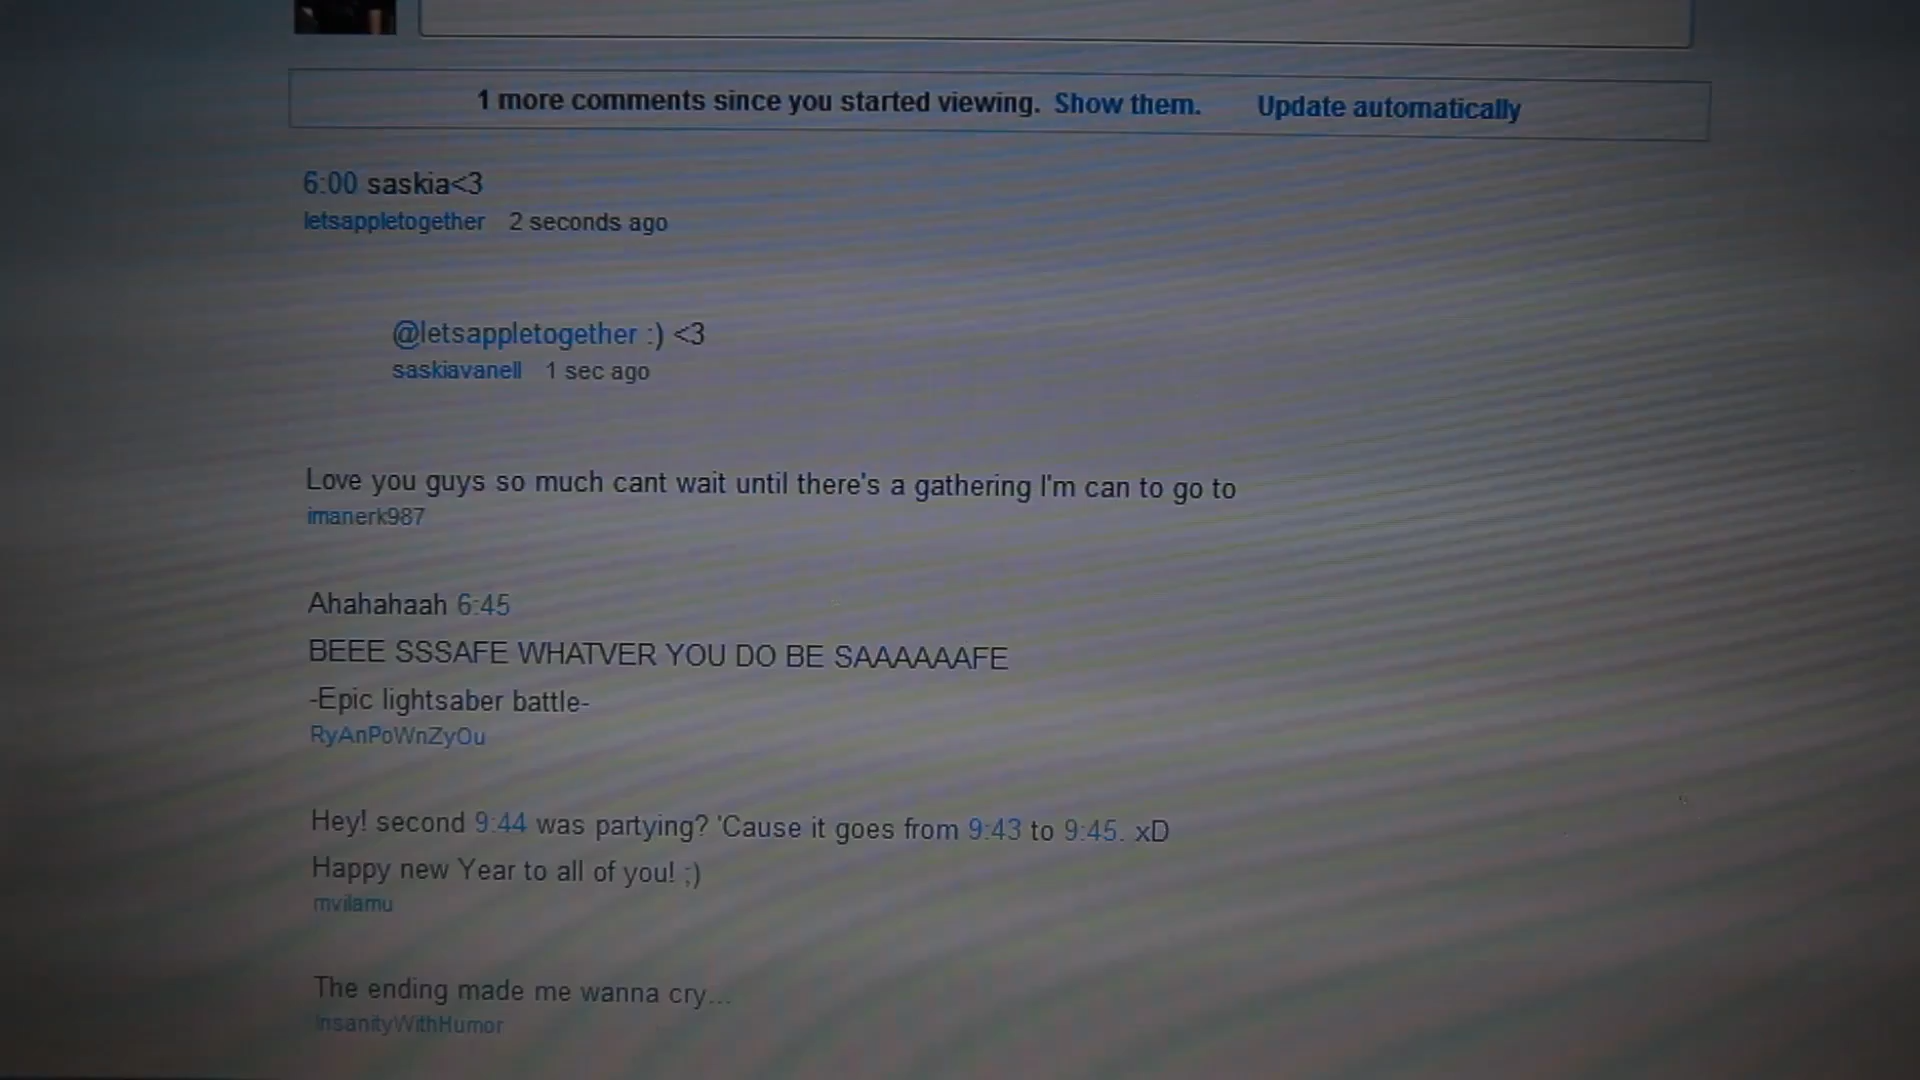 1 more comments since you started viewing. Show them. Update automatically
6:00 saskia<3
letsappletogether 2 seconds ago
@letsappletogether :) <3
saskiavanell 1 sec ago
Love you guys so much cant wait until there's a gathering I'm can to go to
imanerk987
Ahahahaah 6:45
BEEE SSSAFE WHATVER YOU DO BE SAAAAAAFE
-Epic lightsaber battle-
RyAnPoWnZyOu
Hey! second 9:44 was partying? 'Cause it goes from 9:43 to 9:45. xD
Happy new Year to all of you! ;)
mvilamu
The ending made me wanna cry...
InsanityWithHumor